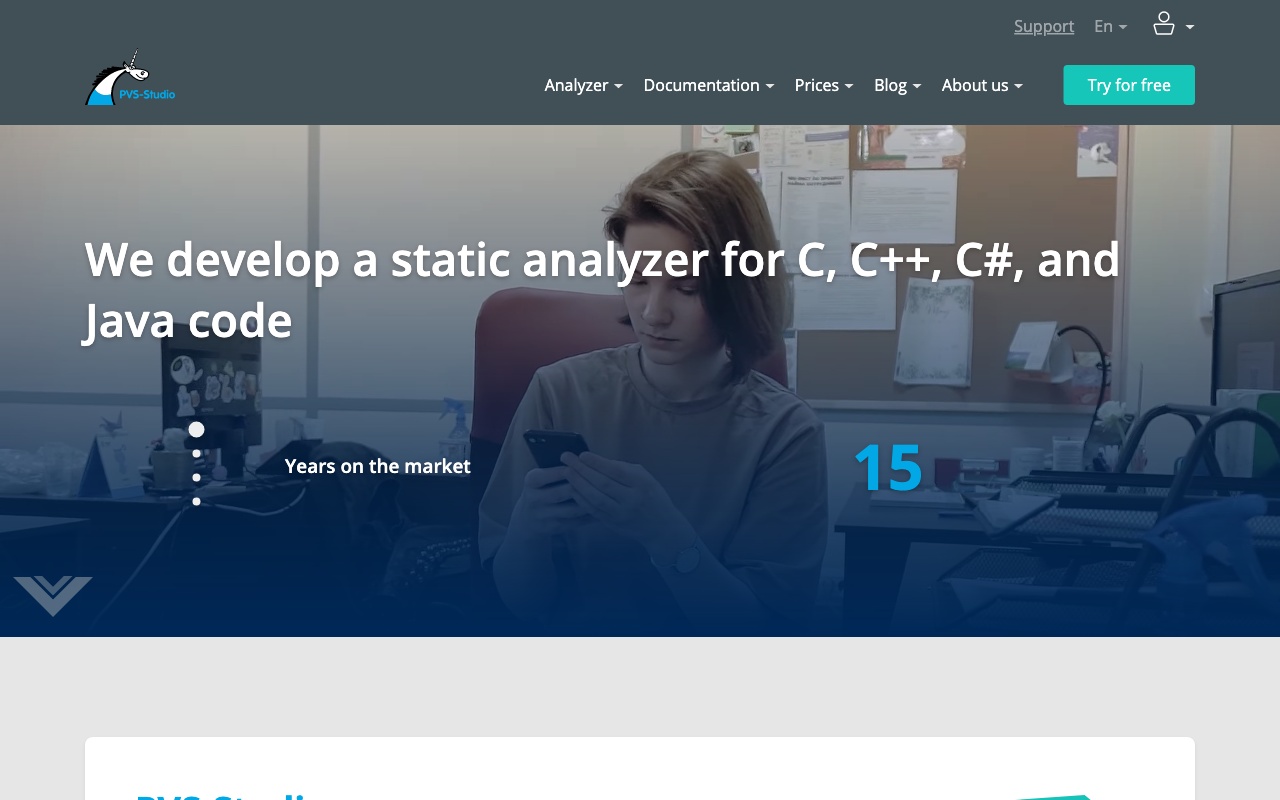 Support En
PVS-Studio
Analyzer Documentation Prices Blog About us Try for free
We develop a static analyzer for C, C++, C#, and
Java code
Years on the market 15